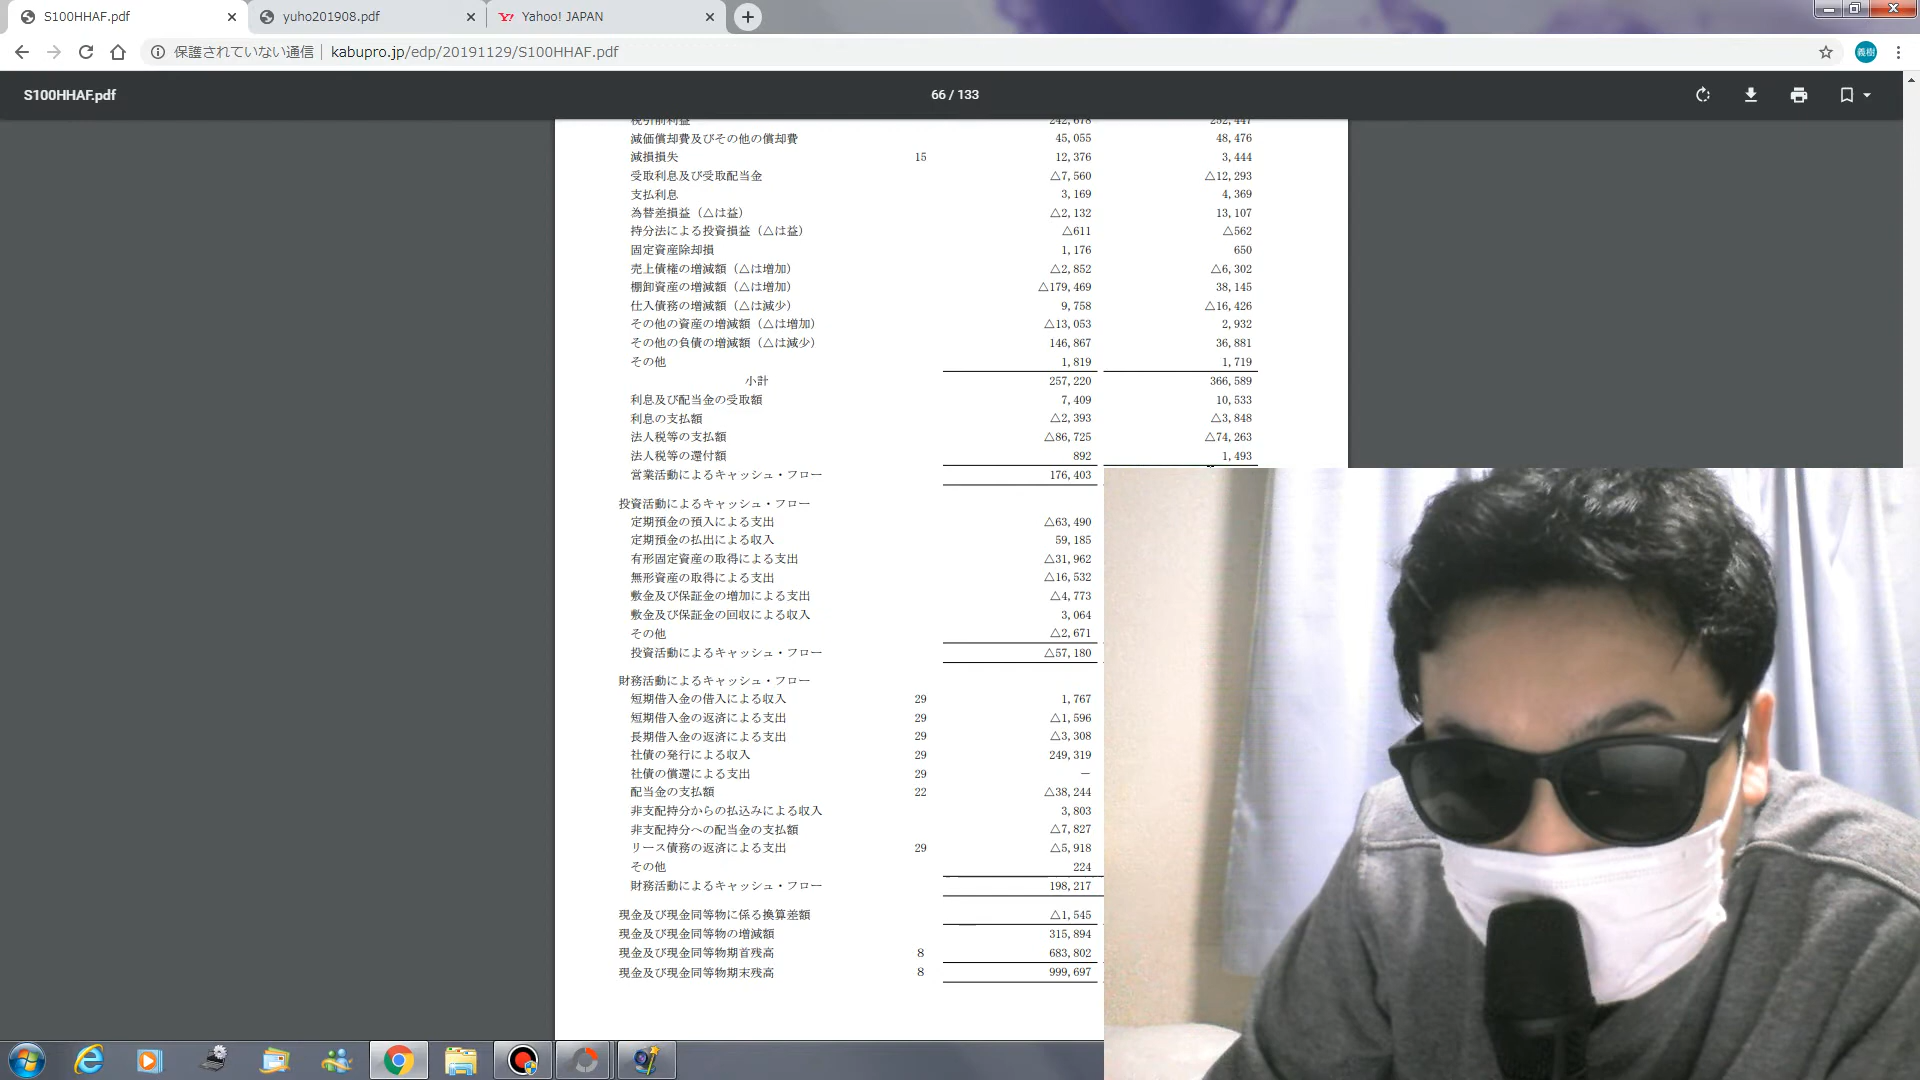 S100HHAF.pdf
yuho201908.pdf
Yahoo! JAPAN
保護されていない通信 kabupro.jp/edp/20191129/S100HHAF.pdf
義樹
S100HHAF.pdf 66 / 133
税引前利益 242,678 252,447
減価償却費及びその他の償却費 45,055 48,476
減損損失 15 12,376 3,444
受取利息及び受取配当金 △7,560 △12,293
支払利息 3,169 4,369
為替差損益(△は益) △2,132 13,107
持分法による投資損益(△は益) △611 △562
固定資産除却損 1,176 650
売上債権の増減額(△は増加) △2,852 △6,302
棚卸資産の増減額(△は増加) △179,469 38,145
仕入債務の増減額(△は減少) 9,758 △16,426
その他の資産の増減額(△は増加) △13,053 2,932
その他の負債の増減額(△は減少) 146,867 36,881
その他 1,819 1,719
小計 257,220 366,589
利息及び配当金の受取額 7,409 10,533
利息の支払額 △2,393 △3,848
法人税等の支払額 △86,725 △74,263
法人税等の還付額 892 1,493
営業活動によるキャッシュ・フロー 176,403
投資活動によるキャッシュ・フロー
定期預金の預入による支出 △63,490
定期預金の払出による収入 59,185
有形固定資産の取得による支出 △31,962
無形資産の取得による支出 △16,532
敷金及び保証金の増加による支出 △4,773
敷金及び保証金の回収による収入 3,064
その他 △2,671
投資活動によるキャッシュ・フロー △57,180
財務活動によるキャッシュ・フロー
短期借入金の借入による収入 29 1,767
短期借入金の返済による支出 29 △1,596
長期借入金の返済による支出 29 △3,308
社債の発行による収入 29 249,319
社債の償還による支出 29 －
配当金の支払額 22 △38,244
非支配持分からの払込みによる収入 3,803
非支配持分への配当金の支払額 △7,827
リース債務の返済による支出 29 △5,918
その他 224
財務活動によるキャッシュ・フロー 198,217
現金及び現金同等物に係る換算差額 △1,545
現金及び現金同等物の増減額 315,894
現金及び現金同等物期首残高 8 683,802
現金及び現金同等物期末残高 8 999,697